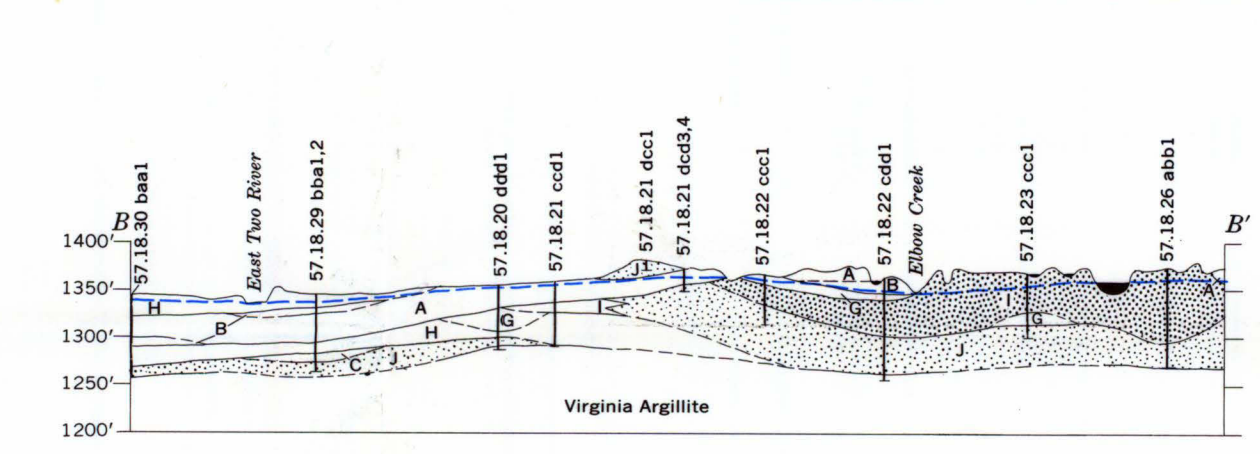 57.18.30 baa1
East Two River
57.18.29 bba1,2
57.18.20 ddd1
57.18.21 ccd1
57.18.21 dcc1
57.18.21 dcd3,4
57.18.22 ccc1
57.18.22 cdd1
Elbow Creek
57.18.23 ccc1
57.18.26 abb1
B
B'
1400'
1350'
1300'
1250'
1200'
H
B
A
H
C
J
G
I
J
A
B
G
I
G
J
A
Virginia Argillite